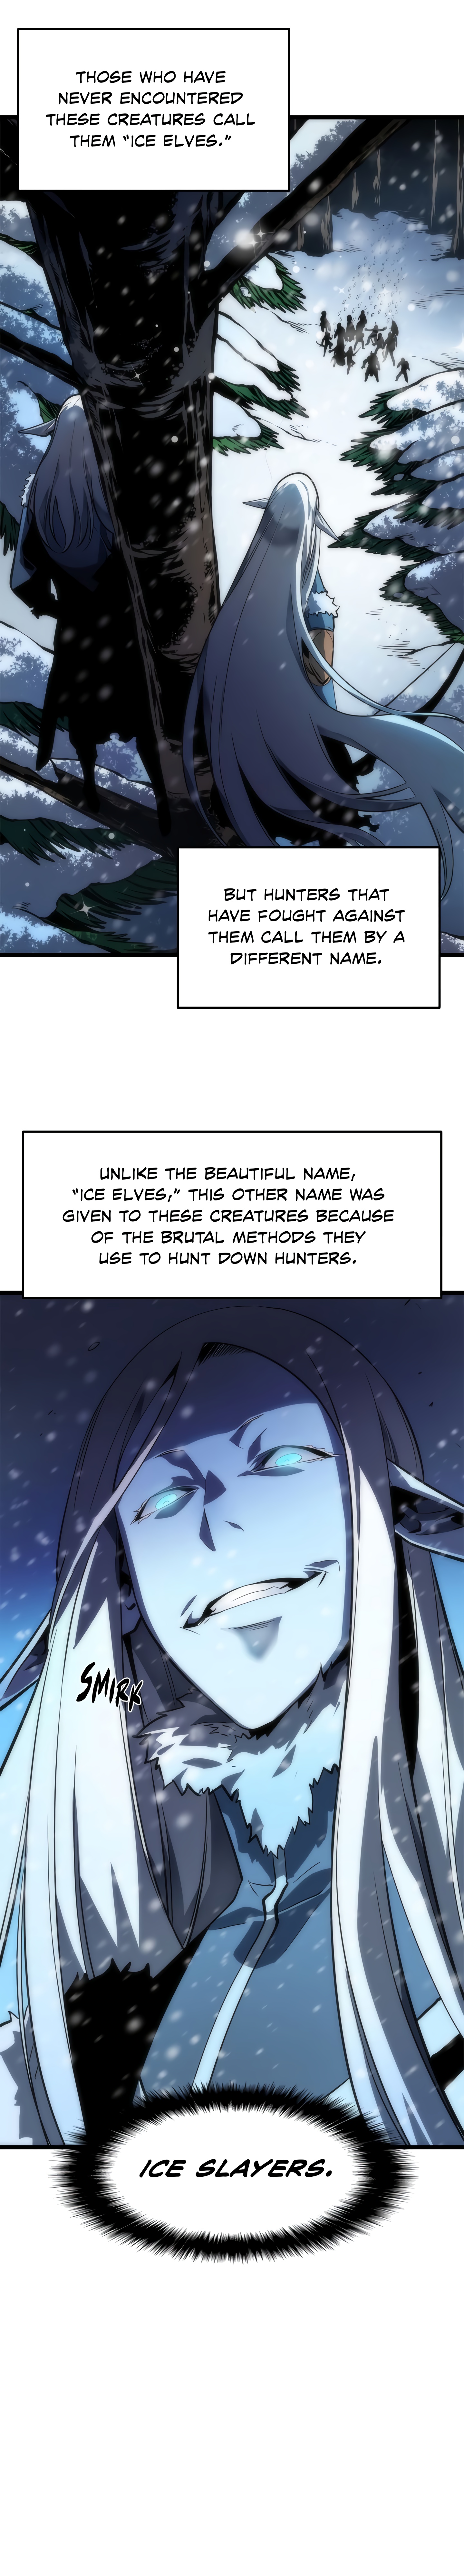 THOSE WHO HAVE
NEVER ENCOUNTERED
THESE CREATURES CALL
THEM "ICE ELVES."
BUT HUNTERS THAT
HAVE FOUGHT AGAINST
THEM CALL THEM BY A
DIFFERENT NAME.
UNLIKE THE BEAUTIFUL NAME,
"ICE ELVES," THIS OTHER NAME WAS
GIVEN TO THESE CREATURES BECAUSE
OF THE BRUTAL METHODS THEY
USE TO HUNT DOWN HUNTERS.
SMIRK
ICE SLAYERS.